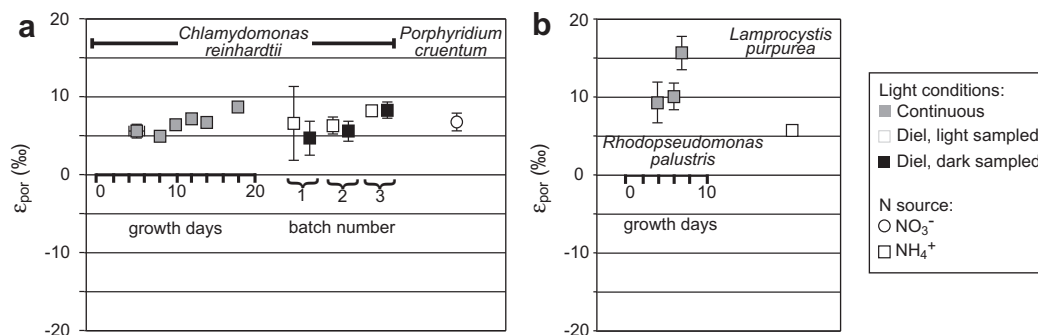 a
20
10
0
-10
-20
εpor (‰)
Chlamydomonas
reinhardtii
Porphyridium
cruentum
0 10 20
growth days
1 2 3
batch number
b
20
10
0
-10
-20
εpor (‰)
Lamprocystis
purpurea
Rhodopseudomonas
palustris
0 10
growth days
Light conditions:
Continuous
Diel, light sampled
Diel, dark sampled
N source:
NO₃⁻
NH₄⁺